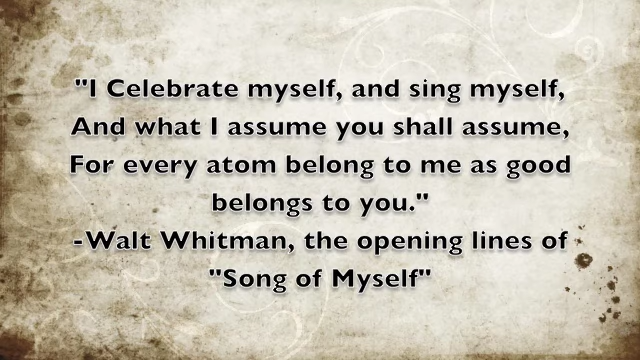 "I Celebrate myself, and sing myself,
And what I assume you shall assume,
For every atom belong to me as good
belongs to you."
-Walt Whitman, the opening lines of
"Song of Myself"